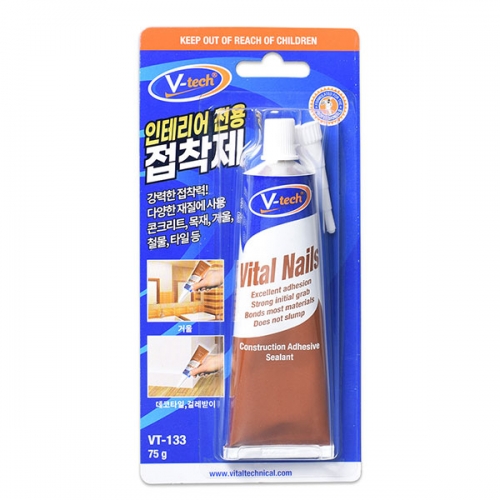 KEEP OUT OF REACH OF CHILDREN
V-tech®
인테리어 전용
접착제
강력한 접착력!
다양한 재질에 사용
콘크리트, 목재, 거울,
철물, 타일 등
거울
데코타일, 걸레받이
VT-133
75 g
V-tech®
Vital Nails
Excellent adhesion
Strong initial grab
Bonds most materials
Does not slump
Construction Adhesive
Sealant
www.vitaltechnical.com